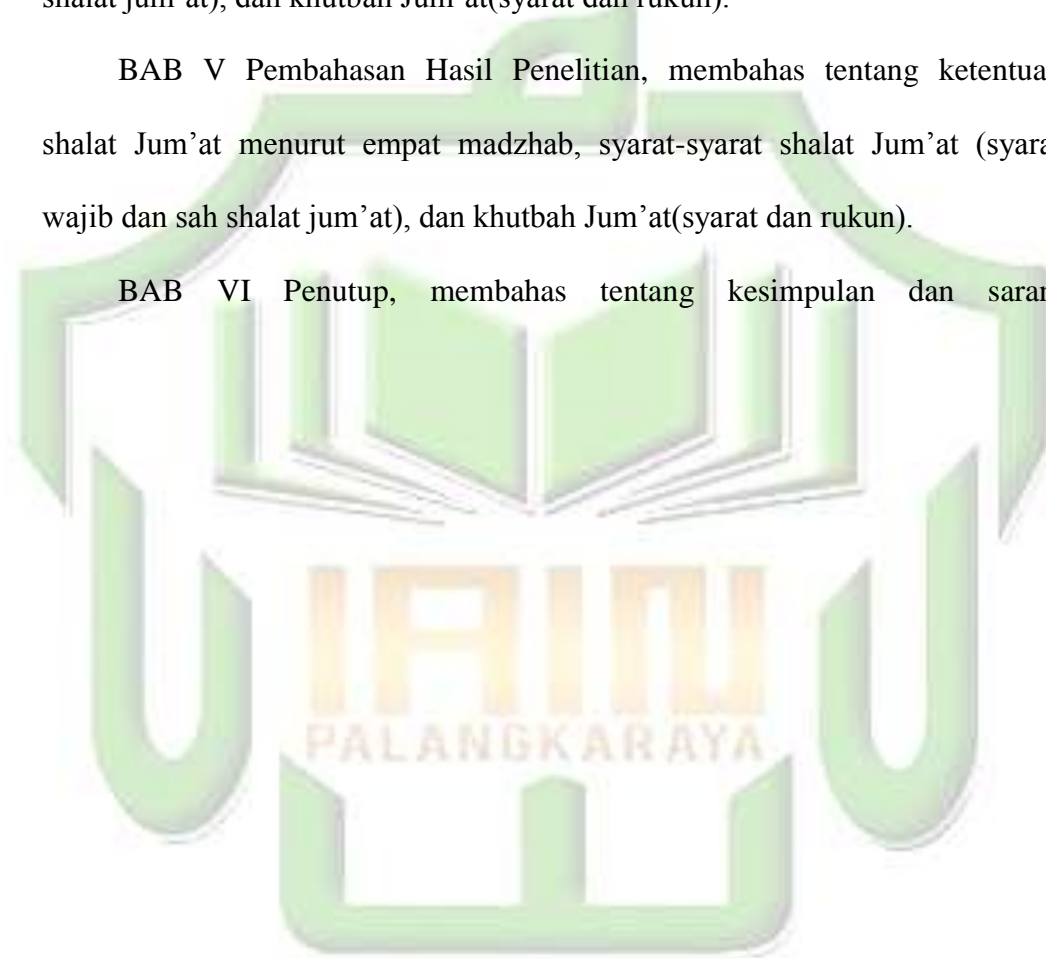 shalat jum'at), dan khutbah Jum'at(syarat dan rukun).
BAB V Pembahasan Hasil Penelitian, membahas tentang ketentua
shalat Jum'at menurut empat madzhab, syarat-syarat shalat Jum'at (syara
wajib dan sah shalat jum'at), dan khutbah Jum'at(syarat dan rukun).
BAB VI Penutup, membahas tentang kesimpulan dan saran
IAIN
PALANGKARAYA